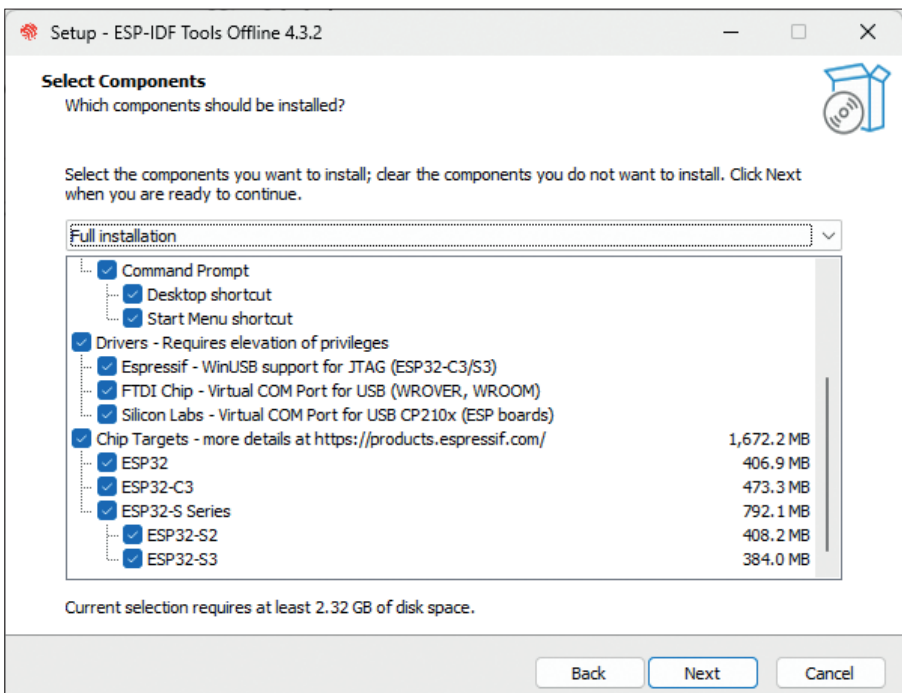 Setup - ESP-IDF Tools Offline 4.3.2
Select Components
Which components should be installed?
Select the components you want to install; clear the components you do not want to install. Click Next
when you are ready to continue.
Full installation
Command Prompt
Desktop shortcut
Start Menu shortcut
Drivers - Requires elevation of privileges
Espressif - WinUSB support for JTAG (ESP32-C3/S3)
FTDI Chip - Virtual COM Port for USB (WROVER, WROOM)
Silicon Labs - Virtual COM Port for USB CP210x (ESP boards)
Chip Targets - more details at https://products.espressif.com/ 1,672.2 MB
ESP32 406.9 MB
ESP32-C3 473.3 MB
ESP32-S Series 792.1 MB
ESP32-S2 408.2 MB
ESP32-S3 384.0 MB
Current selection requires at least 2.32 GB of disk space.
Back Next Cancel